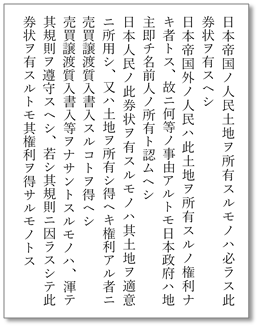 日本帝国ノ人民土地ヲ所有スルモノハ必ラス此
券状ヲ有スヘシ
日本帝国外ノ人民ハ此土地ヲ所有スルノ権利ナ
キ者トス、故ニ何等ノ事由アルトモ日本政府ハ地
主即チ名前人ノ所有ト認ムヘシ
日本人民ノ此券状ヲ有スルモノハ其土地ヲ適意
ニ所用シ、又ハ土地ヲ所有シ得ヘキ権利アル者ニ
売買譲渡質入書入スルコトヲ得ヘシ
売買譲渡質入書入等ヲナサントスルモノハ、渾テ
其規則ヲ遵守スヘシ、若シ其規則ニ因ラスシテ此
券状ヲ有スルトモ其権利ヲ得サルモノトス